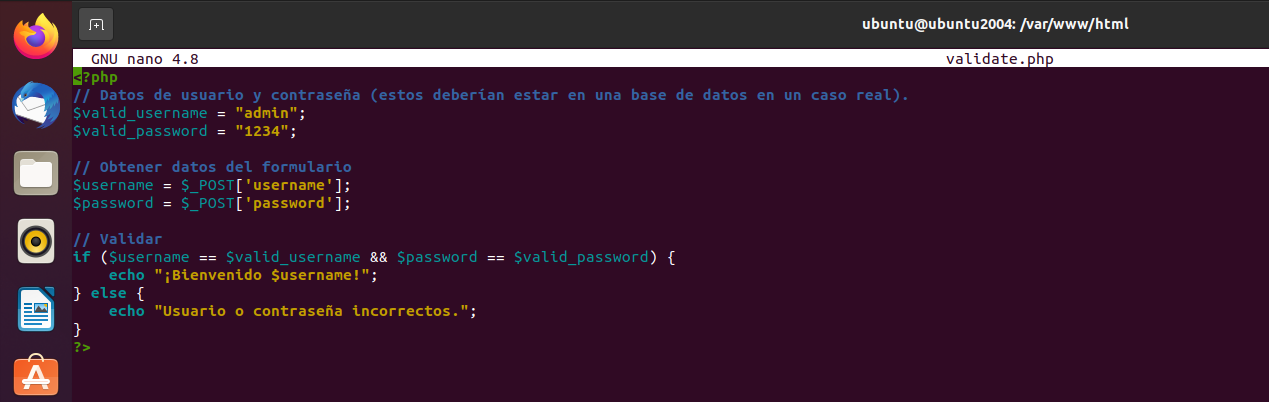 ubuntu@ubuntu2004: /var/www/html
GNU nano 4.8 validate.php
<?php
// Datos de usuario y contraseña (estos deberían estar en una base de datos en un caso real).
$valid_username = "admin";
$valid_password = "1234";

// Obtener datos del formulario
$username = $_POST['username'];
$password = $_POST['password'];

// Validar
if ($username == $valid_username && $password == $valid_password) {
    echo "¡Bienvenido $username!";
} else {
    echo "Usuario o contraseña incorrectos.";
}
?>